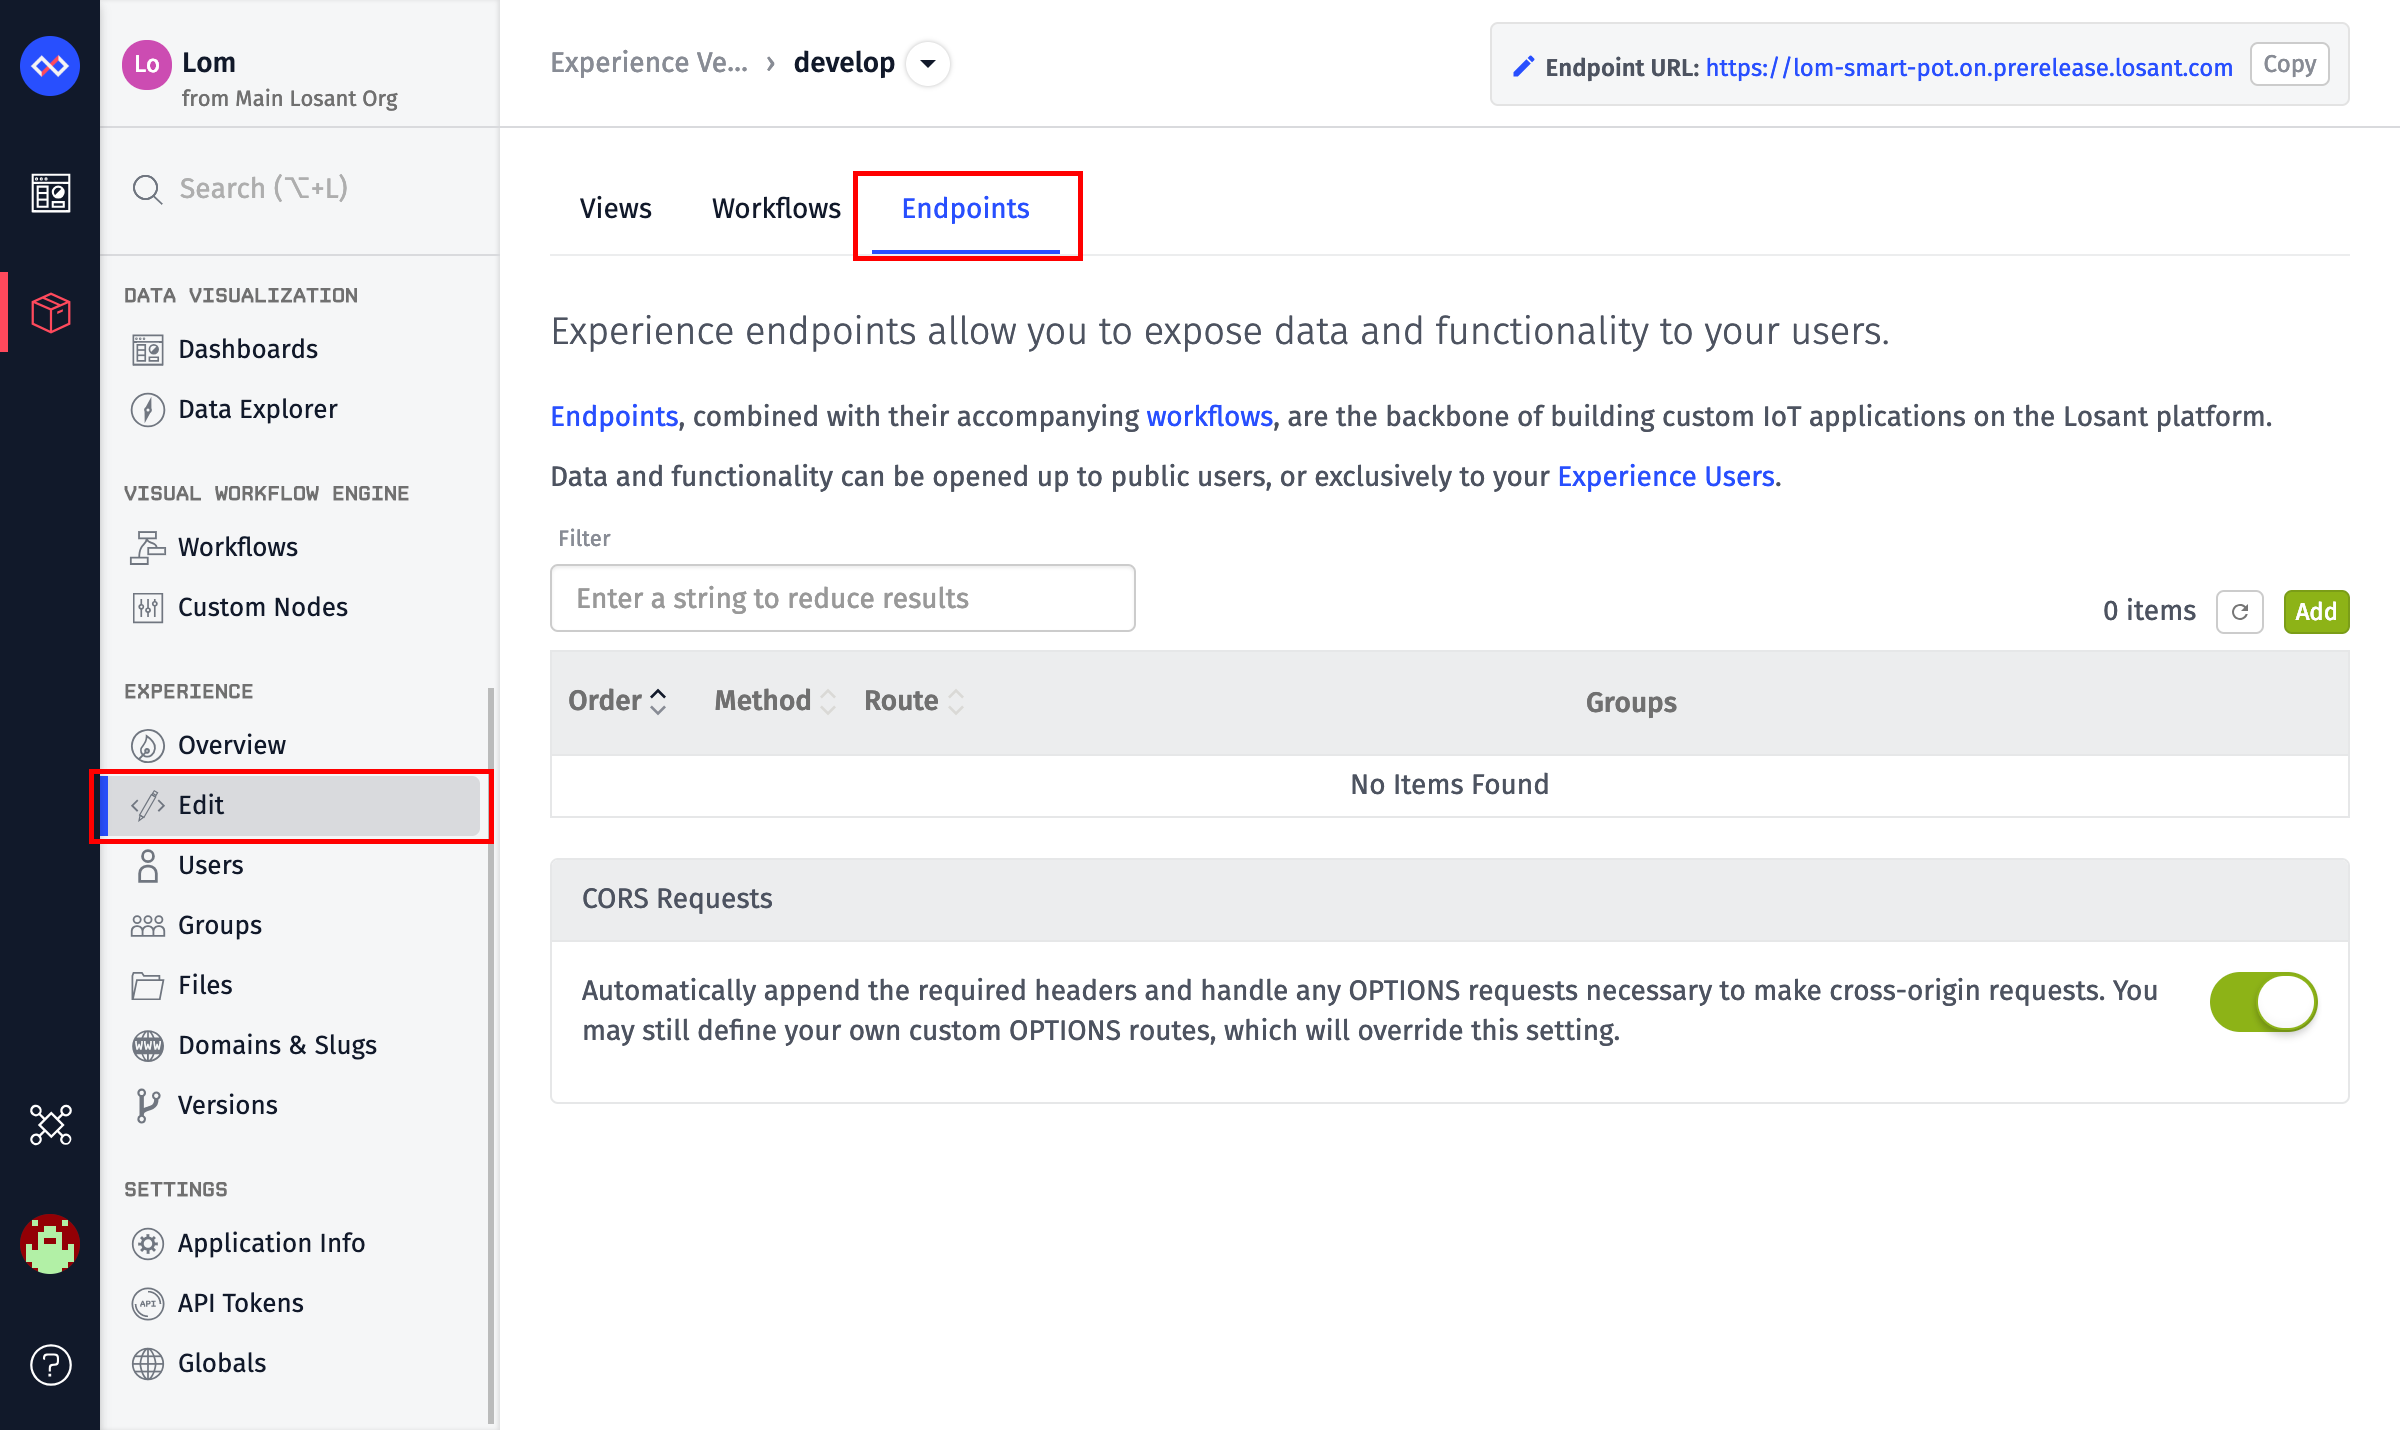 Lo
Lom
from Main Losant Org
Search (⌥+L)
DATA VISUALIZATION
Dashboards
Data Explorer
VISUAL WORKFLOW ENGINE
Workflows
Custom Nodes
EXPERIENCE
Overview
Edit
Users
Groups
Files
WWW
Domains & Slugs
Versions
SETTINGS
Application Info
API
API Tokens
Globals
?
Experience Ve... › develop
Endpoint URL: https://lom-smart-pot.on.prerelease.losant.com
Copy
Views
Workflows
Endpoints
Experience endpoints allow you to expose data and functionality to your users.
Endpoints, combined with their accompanying workflows, are the backbone of building custom IoT applications on the Losant platform.
Data and functionality can be opened up to public users, or exclusively to your Experience Users.
Filter
Enter a string to reduce results
0 items
Add
Order
Method
Route
Groups
No Items Found
CORS Requests
Automatically append the required headers and handle any OPTIONS requests necessary to make cross-origin requests. You
may still define your own custom OPTIONS routes, which will override this setting.